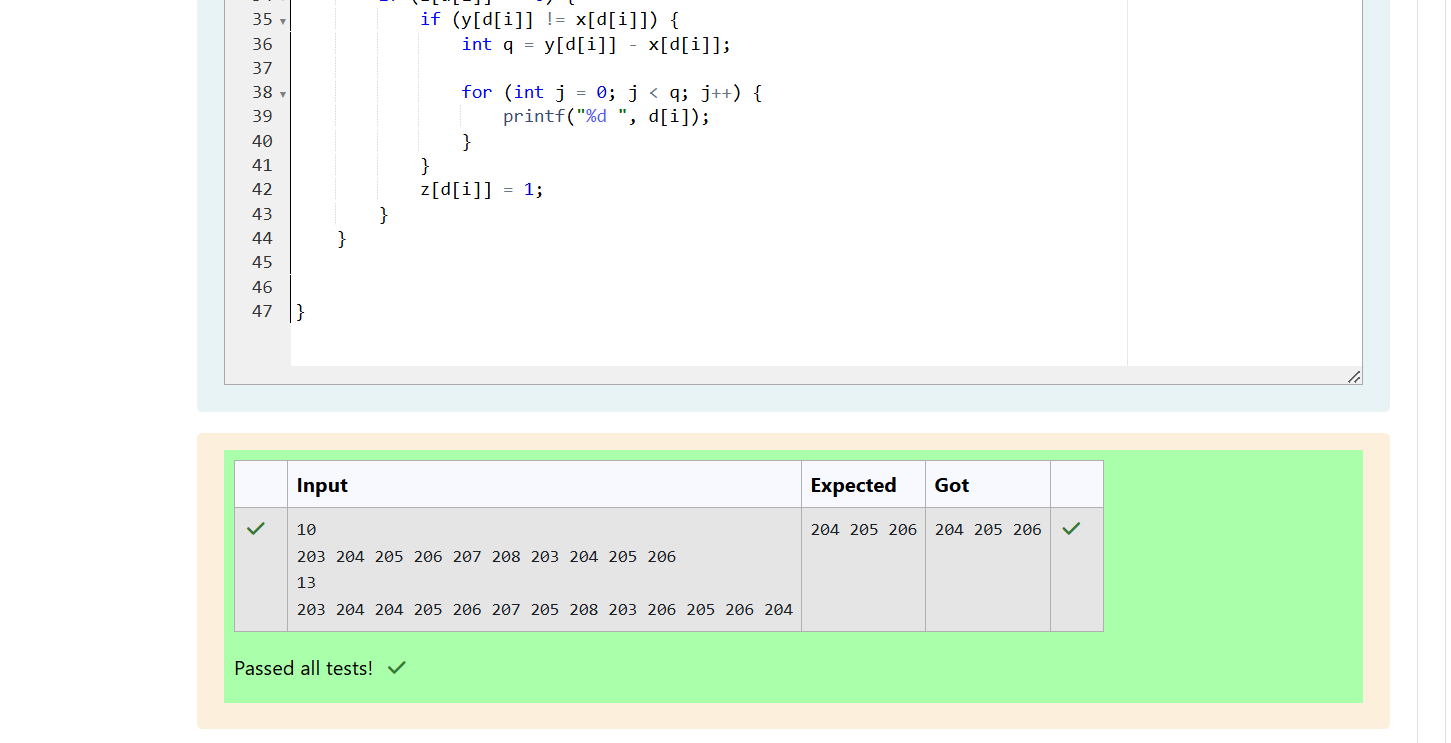 35 if (y[d[i]] != x[d[i]]) {
36 int q = y[d[i]] - x[d[i]];
37
38 for (int j = 0; j < q; j++) {
39 printf("%d ", d[i]);
40 }
41 }
42 z[d[i]] = 1;
43 }
44 }
45
46
47 }
Input Expected Got
10 204 205 206 204 205 206
203 204 205 206 207 208 203 204 205 206
13
203 204 204 205 206 207 205 208 203 206 205 206 204
Passed all tests!